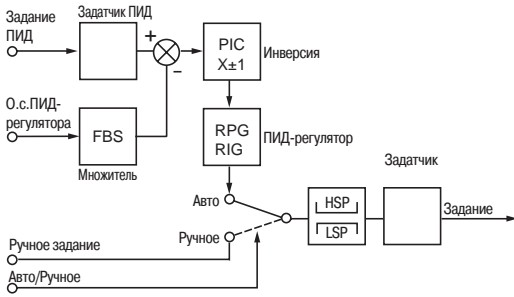 Задатчик ПИД
Задание
ПИД
+
−
PIC
X±1
Инверсия
О.с.ПИД-
регулятора
FBS
Множитель
RPG
RIG
ПИД-регулятор
Задатчик
Авто
HSP
LSP
Задание
Ручное
Ручное задание
Авто/Ручное